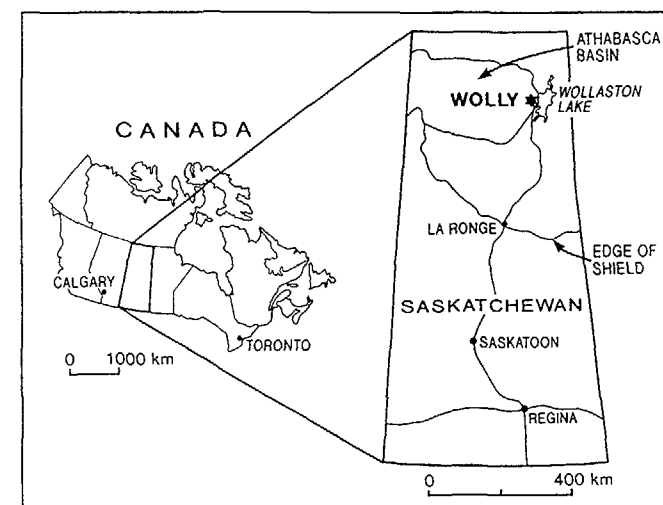 CANADA
CALGARY
TORONTO
0 1000 km
ATHABASCA
BASIN
WOLLY
WOLLASTON
LAKE
LA RONGE
EDGE OF
SHIELD
SASKATCHEWAN
SASKATOON
REGINA
0 400 km